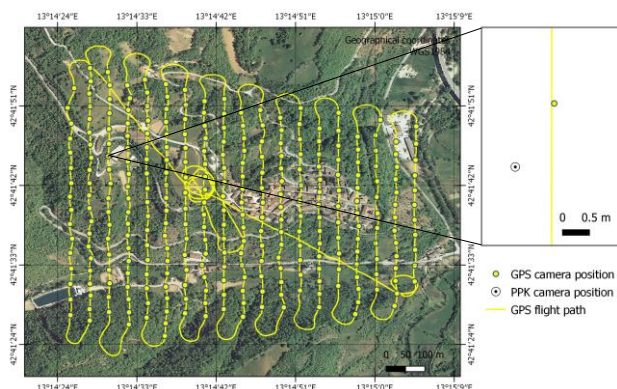 13°14'24"E 13°14'33"E 13°14'42"E 13°14'51"E 13°15'0"E 13°15'9"E
Geographical coordinates
WGS1984
42°41'51"N 42°41'51"N
42°41'42"N 42°41'42"N
42°41'33"N 42°41'33"N
42°41'24"N 42°41'24"N
0 50 100 m
13°14'24"E 13°14'33"E 13°14'42"E 13°14'51"E 13°15'0"E 13°15'9"E
0 0.5 m
GPS camera position
PPK camera position
GPS flight path